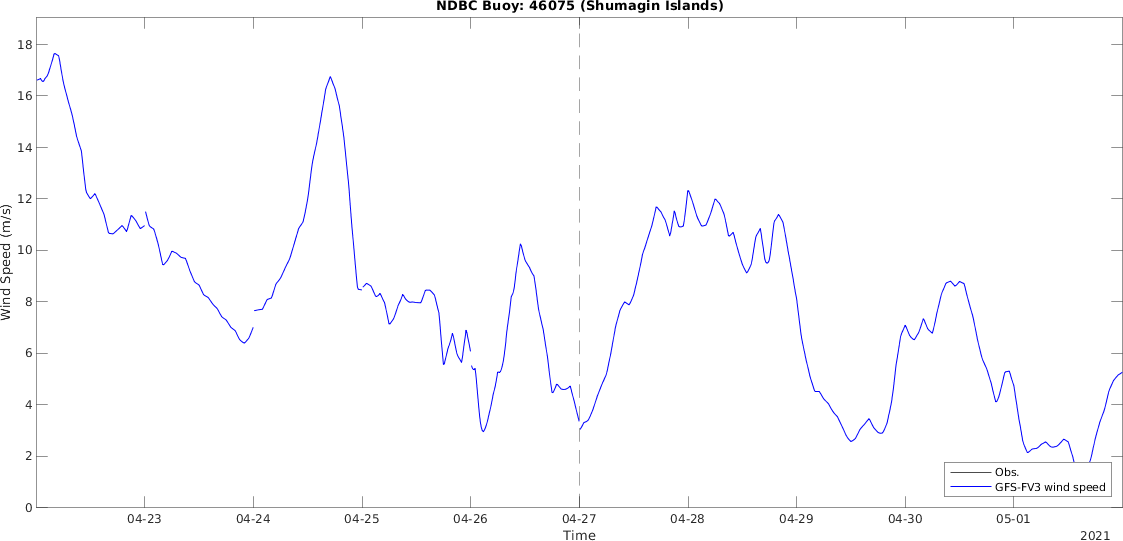 NDBC Buoy: 46075 (Shumagin Islands)
18
16
14
12
10
8
6
4
2
0
Wind Speed (m/s)
Obs.
GFS-FV3 wind speed
04-23 04-24 04-25 04-26 04-27 04-28 04-29 04-30 05-01
Time
2021